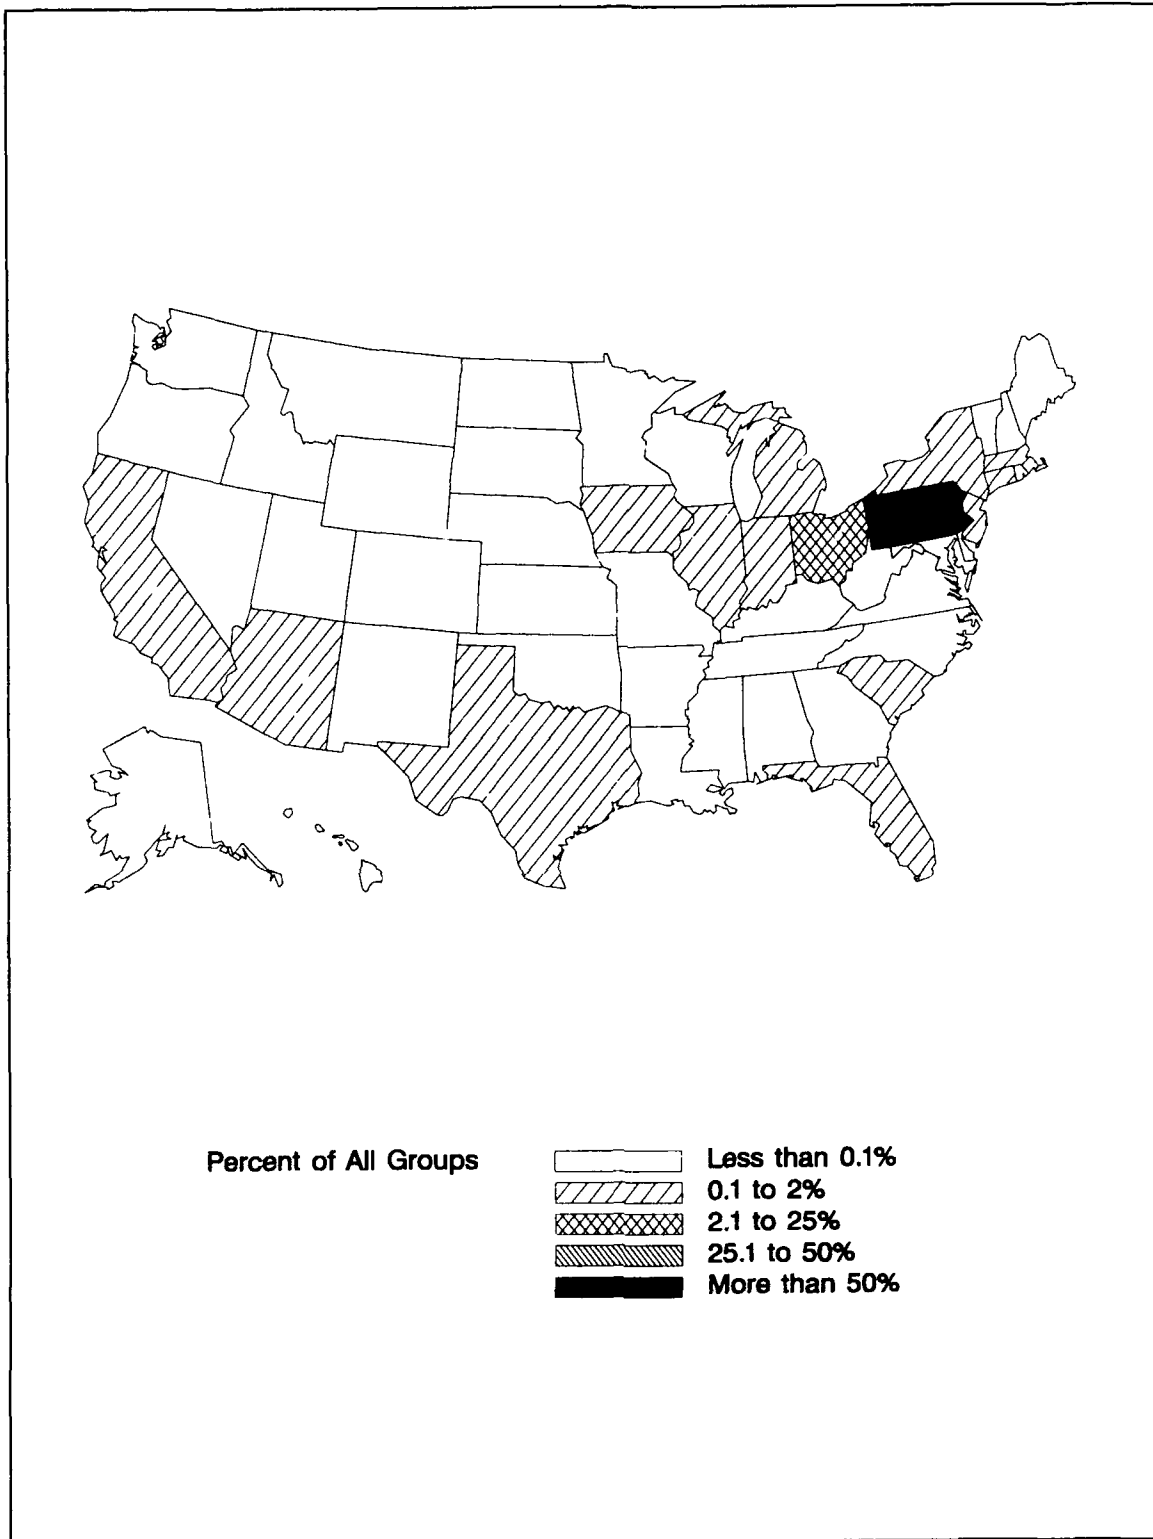 Percent of All Groups
Less than 0.1%
0.1 to 2%
2.1 to 25%
25.1 to 50%
More than 50%